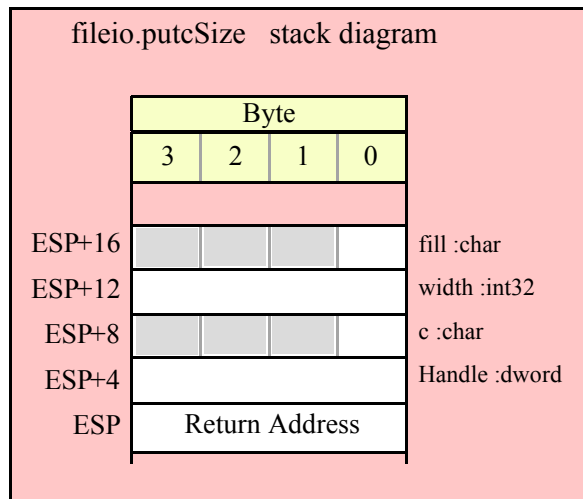 fileio.putcSize stack diagram
Byte
3 2 1 0
ESP+16 fill :char
ESP+12 width :int32
ESP+8 c :char
ESP+4 Handle :dword
ESP Return Address